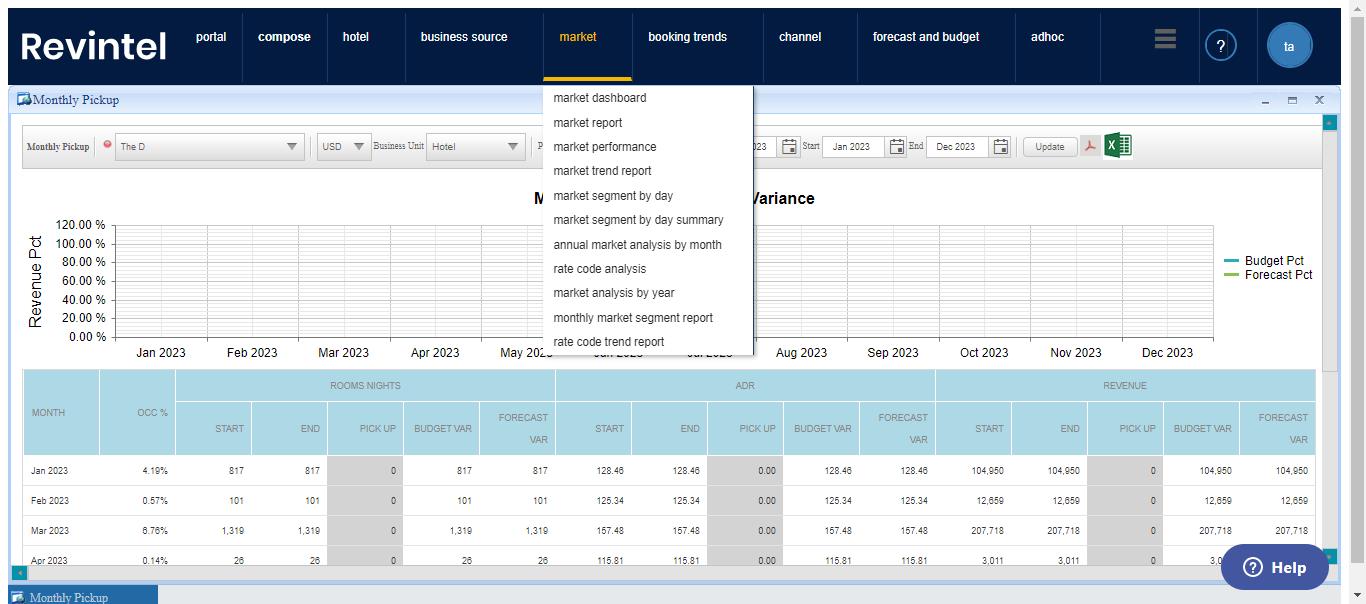 Revintel
portal compose hotel business source market booking trends channel forecast and budget adhoc ? ta
Monthly Pickup
market dashboard
market report
market performance
market trend report
market segment by day
market segment by day summary
annual market analysis by month
rate code analysis
market analysis by year
monthly market segment report
rate code trend report
Monthly Pickup The D USD Business Unit Hotel Start Jan 2023 End Dec 2023 Update
Variance
Revenue Pct
120.00 %
100.00 %
80.00 %
60.00 %
40.00 %
20.00 %
0.00 %
Jan 2023 Feb 2023 Mar 2023 Apr 2023 Aug 2023 Sep 2023 Oct 2023 Nov 2023 Dec 2023
Budget Pct
Forecast Pct
MONTH OCC % ROOMS NIGHTS ADR REVENUE
START END PICK UP BUDGET VAR FORECAST VAR START END PICK UP BUDGET VAR FORECAST VAR START END PICK UP BUDGET VAR FORECAST VAR
Jan 2023 4.19% 817 817 0 817 817 128.46 128.46 0.00 128.46 128.46 104,950 104,950 0 104,950 104,950
Feb 2023 0.57% 101 101 0 101 101 125.34 125.34 0.00 125.34 125.34 12,659 12,659 0 12,659 12,659
Mar 2023 6.76% 1,319 1,319 0 1,319 1,319 157.48 157.48 0.00 157.48 157.48 207,718 207,718 0 207,718 207,718
Apr 2023 0.14% 26 26 0 26 26 115.81 115.81 0.00 115.81 115.81 3,011 3,011 0
? Help
Monthly Pickup